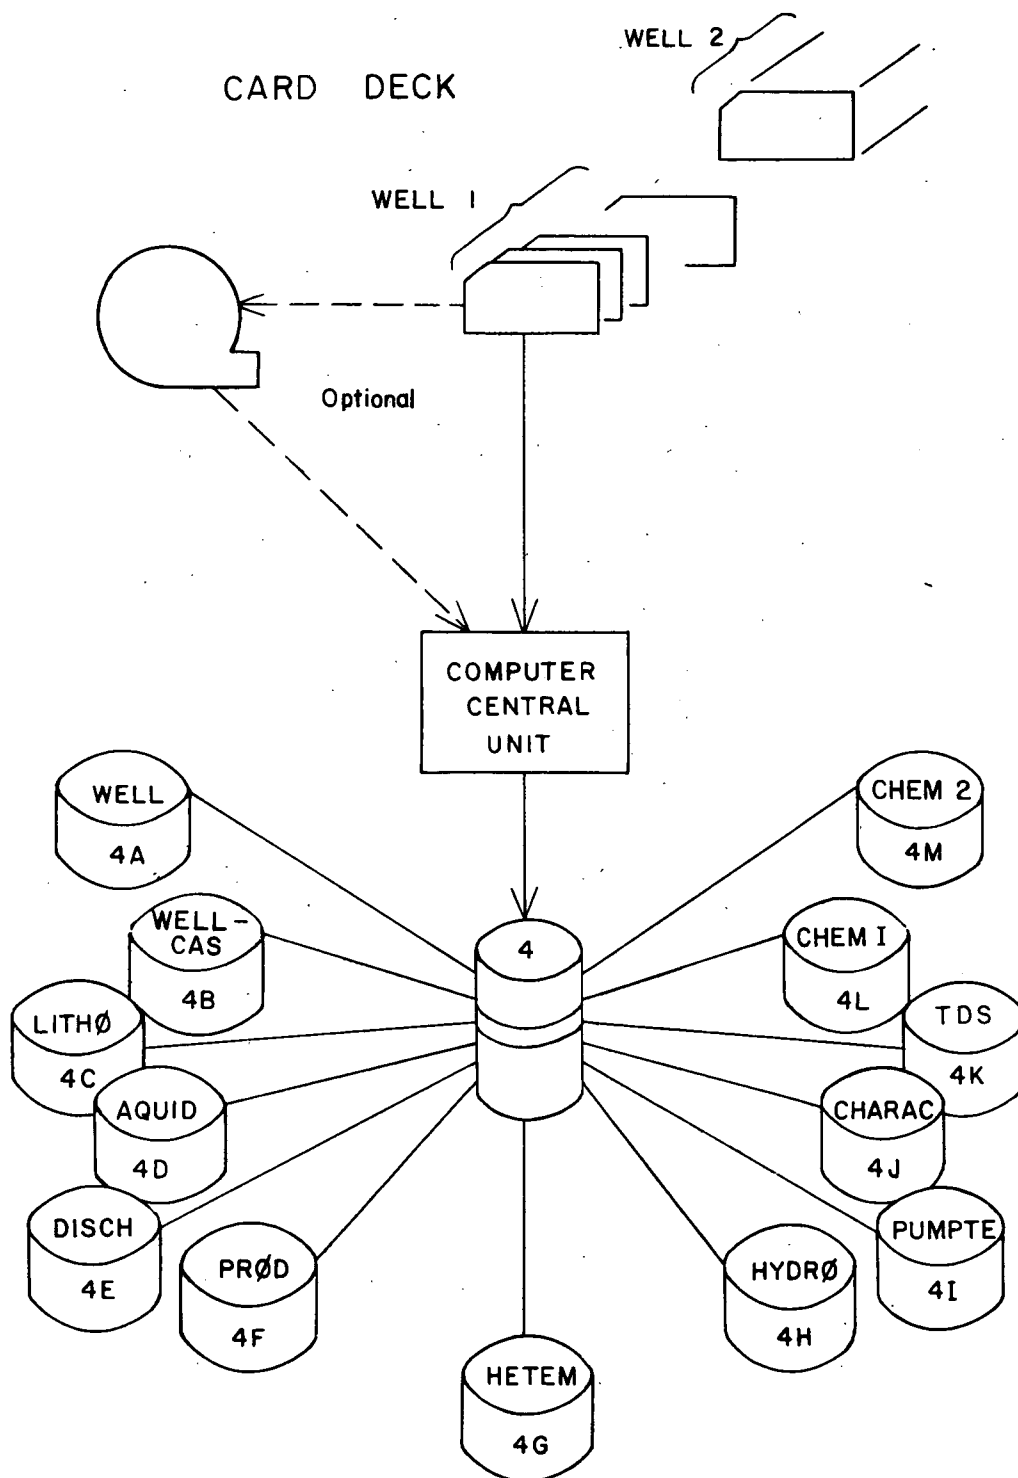 WELL 2
CARD DECK
WELL 1
Optional
COMPUTER
CENTRAL
UNIT
WELL
4A
CHEM 2
4M
WELL-
CAS
4B
4
CHEM I
4L
LITHØ
4C
TDS
4K
AQUID
4D
CHARAC
4J
DISCH
4E
PRØD
4F
HYDRØ
4H
PUMPTE
4I
HETEM
4G